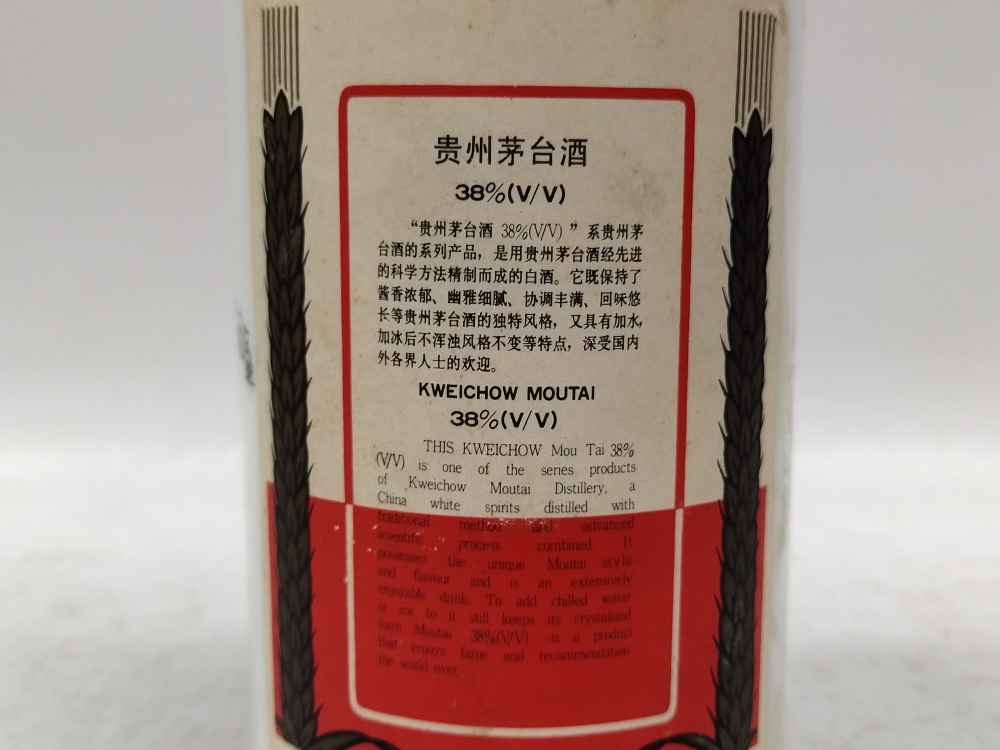 贵州茅台酒
38%(V/V)
“贵州茅台酒 38%(V/V)”系贵州茅
台酒的系列产品，是用贵州茅台酒经先进
的科学方法精制而成的白酒。它既保持了
酱香浓郁、幽雅细腻、协调丰满、回味悠
长等贵州茅台酒的独特风格，又具有加水，
加冰后不浑浊风格不变等特点，深受国内
外各界人士的欢迎。
KWEICHOW MOUTAI
38%(V/V)
THIS KWEICHOW Mou Tai 38%
(V/V) is one of the series products
of Kweichow Moutai Distillery, a
China white spirits distilled with
traditional method and advanced
scientific process combined. It
possesses the unique Moutai style
and flavour and is an extensively
enjoyable drink. To add chilled water
or ice to it still keeps its crystalized
form Moutai 38%(V/V) is a product
that enjoys fame and recommendation
the world over.